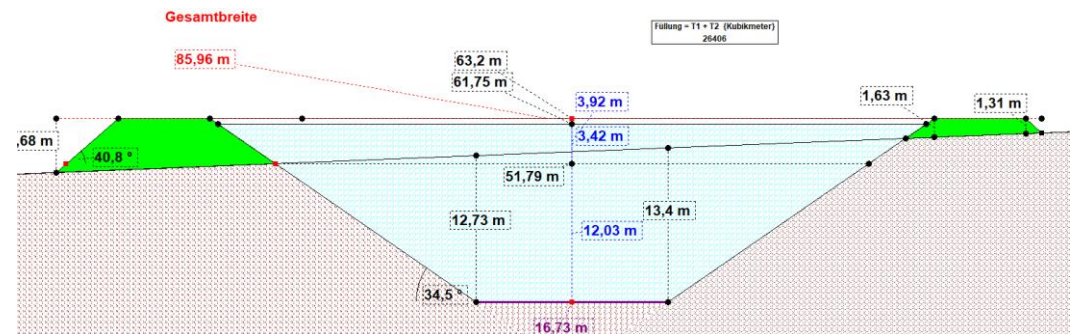 Gesamtbreite
Füllung = T1 + T2 (Kubikmeter)
26406
85,96 m
63,2 m
61,75 m
3,92 m
1,63 m
1,31 m
,68 m
3,42 m
40,8 °
51,79 m
12,73 m
13,4 m
12,03 m
34,5 °
16,73 m